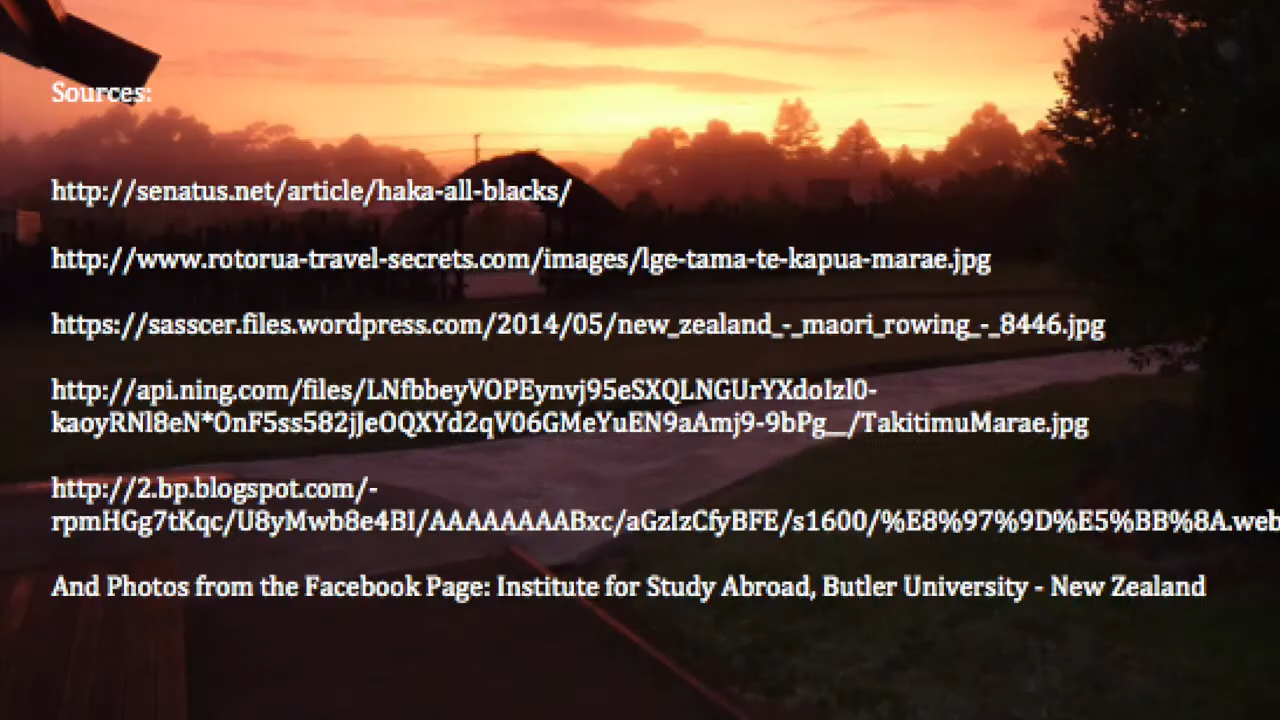 Sources:
http://senatus.net/article/haka-all-blacks/
http://www.rotorua-travel-secrets.com/images/lge-tama-te-kapua-marae.jpg
https://sasscer.files.wordpress.com/2014/05/new_zealand_-_maori_rowing_-_8446.jpg
http://api.ning.com/files/LNfbbeyVOPEynvj95eSXQLNGUrYXdoIzl0-
kaoyRNl8eN*OnF5ss582jJeOQXYd2qV06GMeYuEN9aAmj9-9bPg__/TakitimuMarae.jpg
http://2.bp.blogspot.com/-
rpmHGg7tKqc/U8yMwb8e4BI/AAAAAAAABxc/aGzIzCfyBFE/s1600/%E8%97%9D%E5%BB%8A.web
And Photos from the Facebook Page: Institute for Study Abroad, Butler University - New Zealand